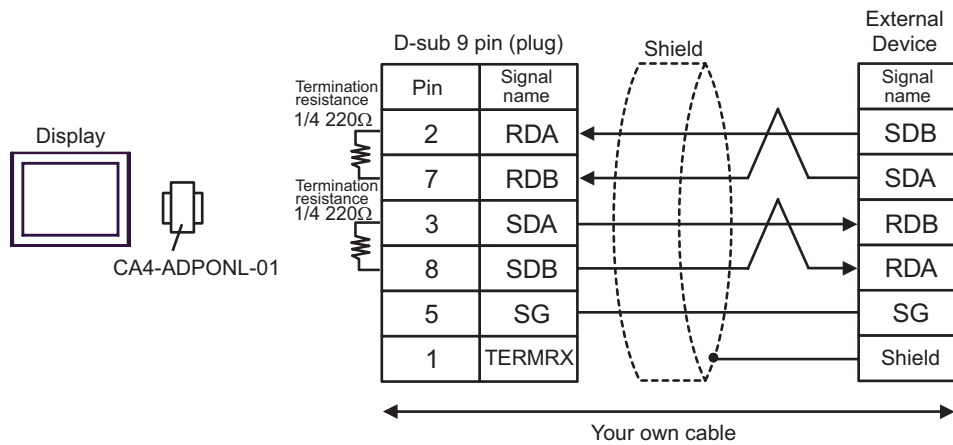 External
Device
D-sub 9 pin (plug)
Shield
Termination
resistance
1/4 220Ω
Pin
Signal
name
Signal
name
2
RDA
SDB
Display
7
RDB
SDA
Termination
resistance
1/4 220Ω
3
SDA
RDB
CA4-ADPONL-01
8
SDB
RDA
5
SG
SG
1
TERMRX
Shield
Your own cable